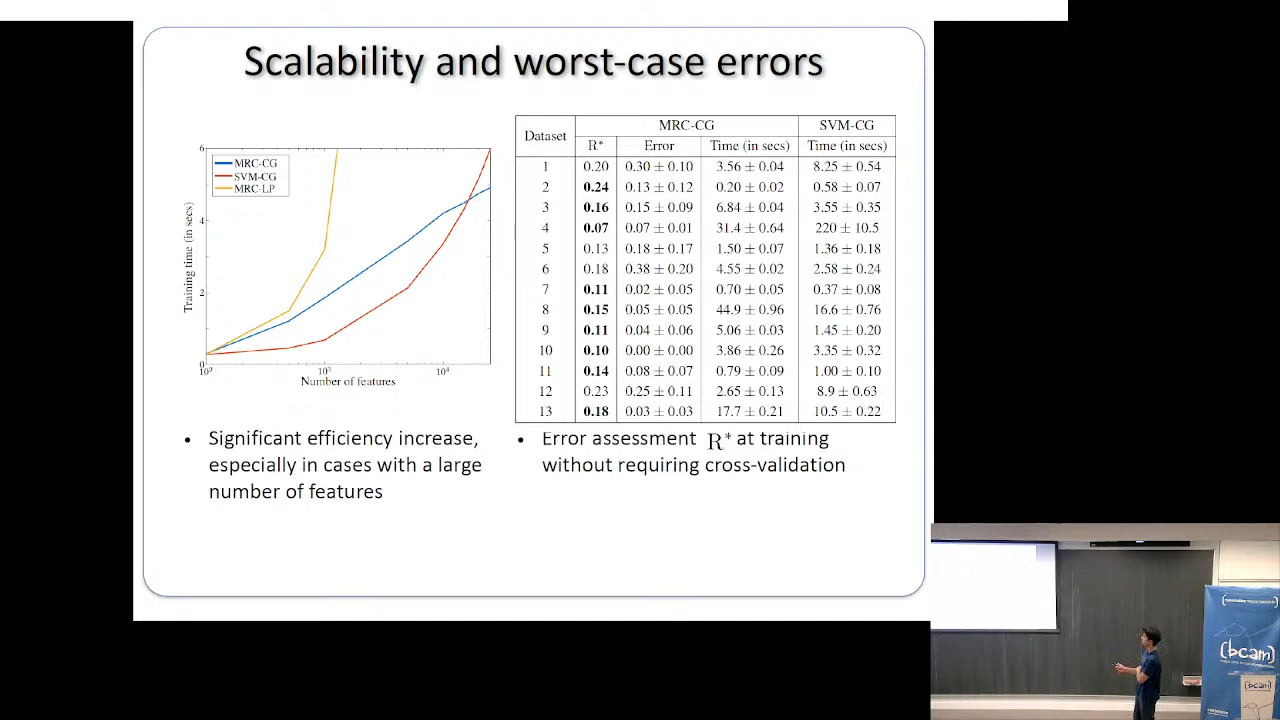 Scalability and worst-case errors
6
4
2
0
10² 10³ 10⁴
Training time (in secs)
Number of features
MRC-CG
SVM-CG
MRC-LP
Dataset MRC-CG SVM-CG
R* Error Time (in secs) Time (in secs)
1 0.20 0.30 ± 0.10 3.56 ± 0.04 8.25 ± 0.54
2 0.24 0.13 ± 0.12 0.20 ± 0.02 0.58 ± 0.07
3 0.16 0.15 ± 0.09 6.84 ± 0.04 3.55 ± 0.35
4 0.07 0.07 ± 0.01 31.4 ± 0.64 220 ± 10.5
5 0.13 0.18 ± 0.17 1.50 ± 0.07 1.36 ± 0.18
6 0.18 0.38 ± 0.20 4.55 ± 0.02 2.58 ± 0.24
7 0.11 0.02 ± 0.05 0.70 ± 0.05 0.37 ± 0.08
8 0.15 0.05 ± 0.05 44.9 ± 0.96 16.6 ± 0.76
9 0.11 0.04 ± 0.06 5.06 ± 0.03 1.45 ± 0.20
10 0.10 0.00 ± 0.00 3.86 ± 0.26 3.35 ± 0.32
11 0.14 0.08 ± 0.07 0.79 ± 0.09 1.00 ± 0.10
12 0.23 0.25 ± 0.11 2.65 ± 0.13 8.9 ± 0.63
13 0.18 0.03 ± 0.03 17.7 ± 0.21 10.5 ± 0.22
• Significant efficiency increase,
especially in cases with a large
number of features
• Error assessment R* at training
without requiring cross-validation
(bcam)
(bcam)